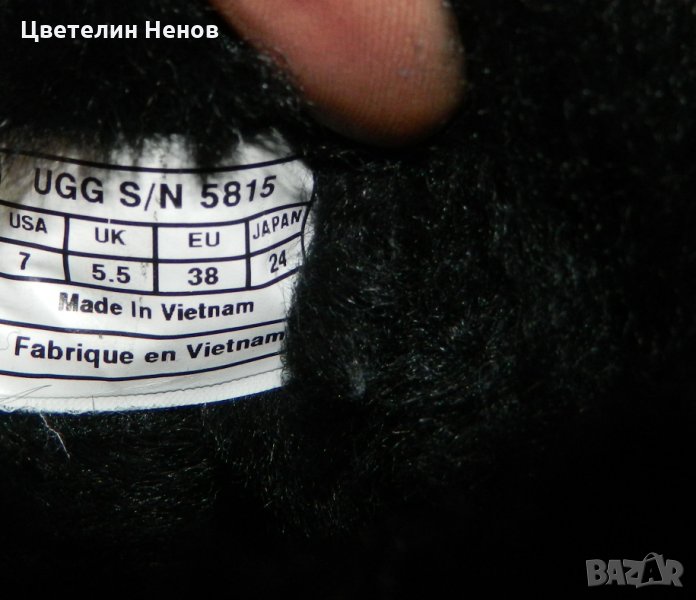 Цветелин Ненов
UGG S/N 5815
USA UK EU JAPAN
7 5.5 38 24
Made In Vietnam
Fabrique en Vietnam
BAZAR